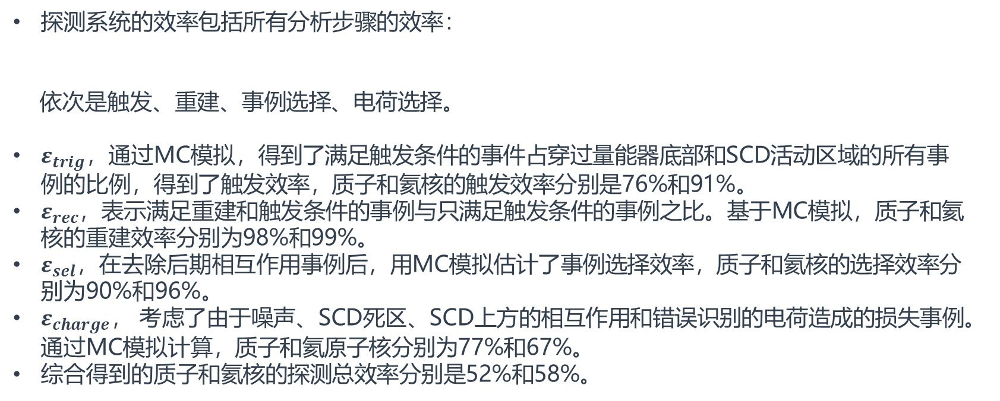 • 探测系统的效率包括所有分析步骤的效率：
依次是触发、重建、事例选择、电荷选择。
• ε_trig，通过MC模拟，得到了满足触发条件的事件占穿过量能器底部和SCD活动区域的所有事
例的比例，得到了触发效率，质子和氦核的触发效率分别是76%和91%。
• ε_rec，表示满足重建和触发条件的事例与只满足触发条件的事例之比。基于MC模拟，质子和氦
核的重建效率分别为98%和99%。
• ε_sel，在去除后期相互作用事例后，用MC模拟估计了事例选择效率，质子和氦核的选择效率分
别为90%和96%。
• ε_charge， 考虑了由于噪声、SCD死区、SCD上方的相互作用和错误识别的电荷造成的损失事例。
通过MC模拟计算，质子和氦原子核分别为77%和67%。
• 综合得到的质子和氦核的探测总效率分别是52%和58%。